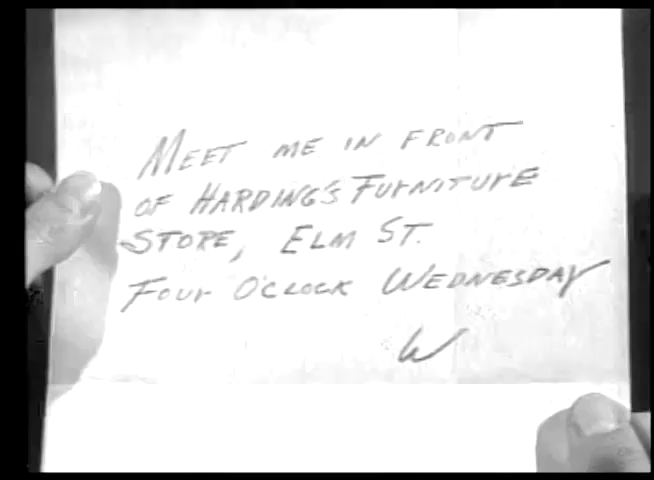 MEET ME IN FRONT
OF HARDING'S FURNITURE
STORE, ELM ST.
FOUR O'CLOCK WEDNESDAY
W